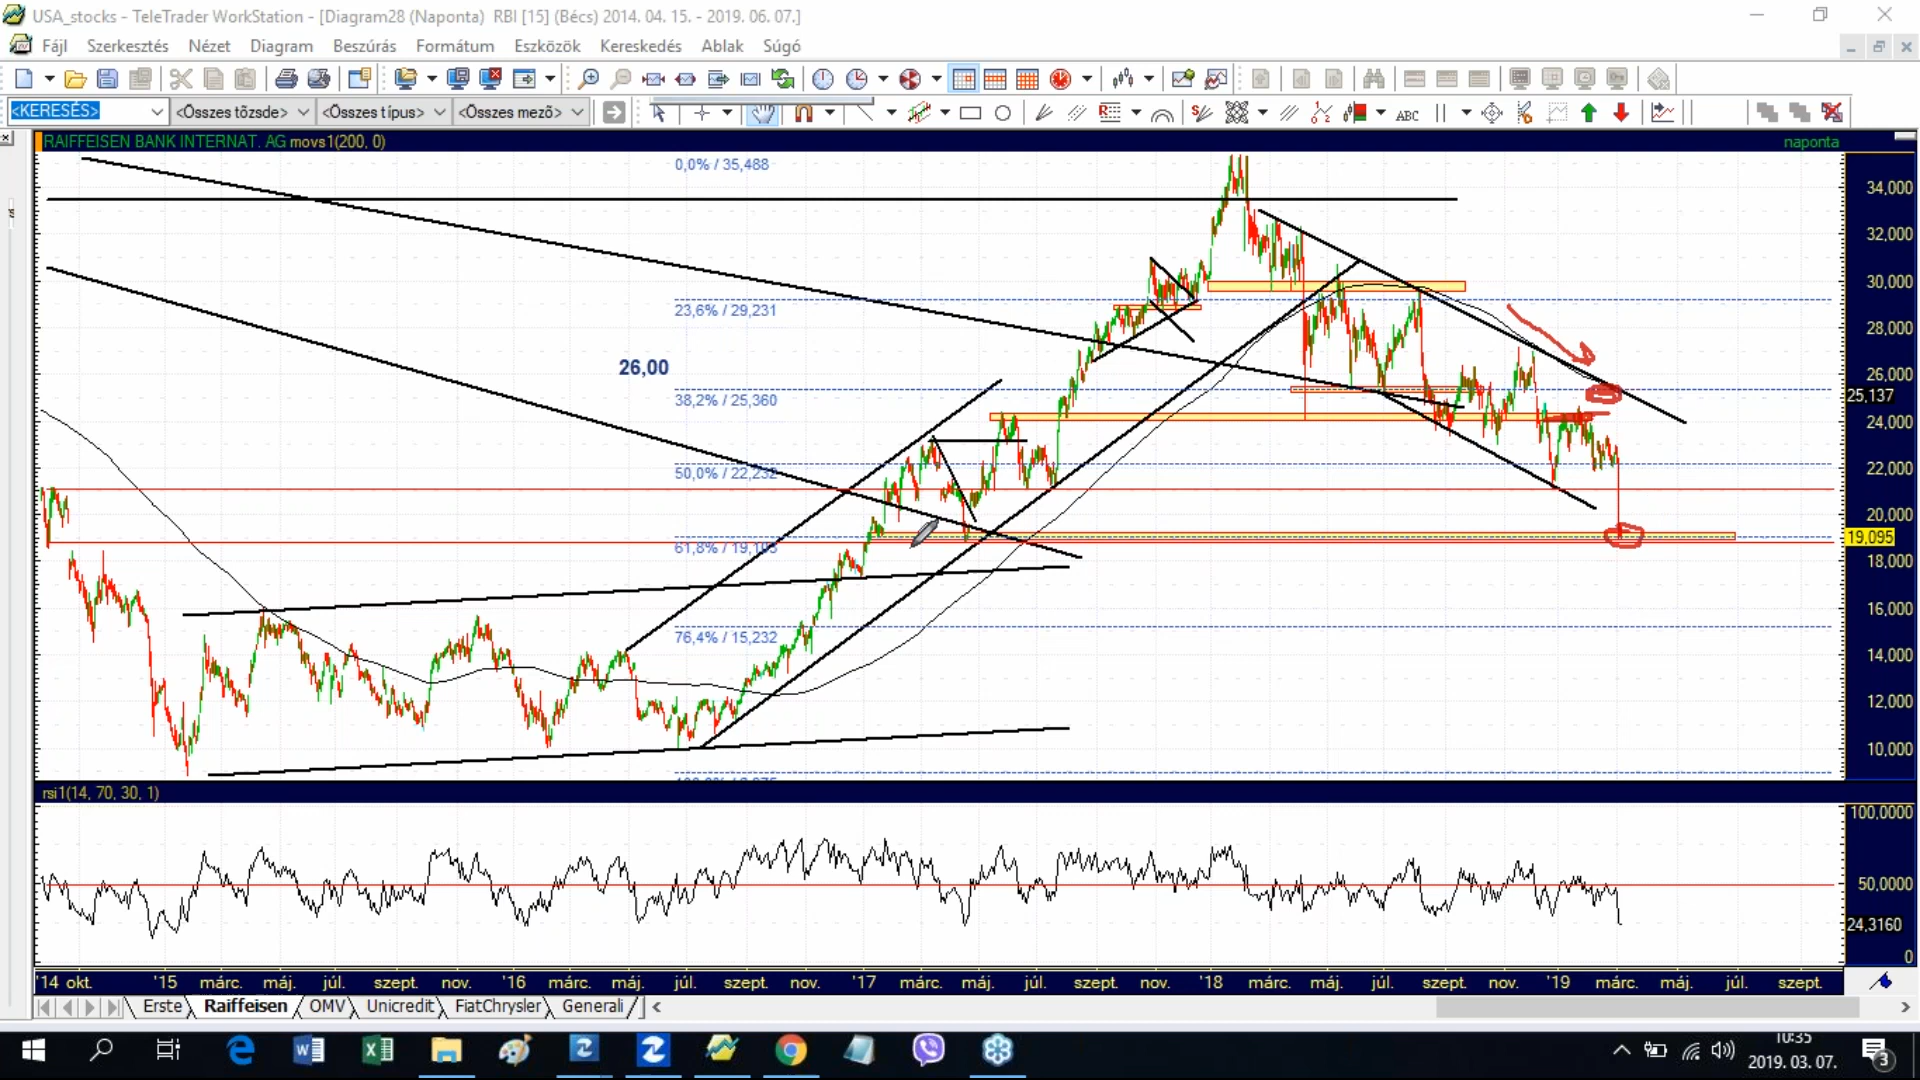 USA_stocks - TeleTrader WorkStation - [Diagram28 (Naponta) RBI [15] (Bécs) 2014. 04. 15. - 2019. 06. 07.]
Fájl Szerkesztés Nézet Diagram Beszúrás Formátum Eszközök Kereskedés Ablak Súgó
<KERESÉS> <Összes tőzsde> <Összes típus> <Összes mező>
ABC
RAIFFEISEN BANK INTERNAT. AG movs1(200, 0) naponta
0,0% / 35,488
34,000
32,000
30,000
23,6% / 29,231
28,000
26,00
26,000
38,2% / 25,360
25,137
24,000
50,0% / 22,232
22,000
20,000
61,8% / 19,1
19,095
18,000
16,000
76,4% / 15,232
14,000
12,000
10,000
rsi1(14, 70, 30, 1)
100,0000
50,0000
24,3160
0
'14 okt. '15 márc. máj. júl. szept. nov. '16 márc. máj. júl. szept. nov. '17 márc. máj. júl. szept. nov. '18 márc. máj. júl. szept. nov. '19 márc. máj. júl. szept.
Erste Raiffeisen OMV Unicredit FiatChrysler Generali
10:35
2019. 03. 07.
3